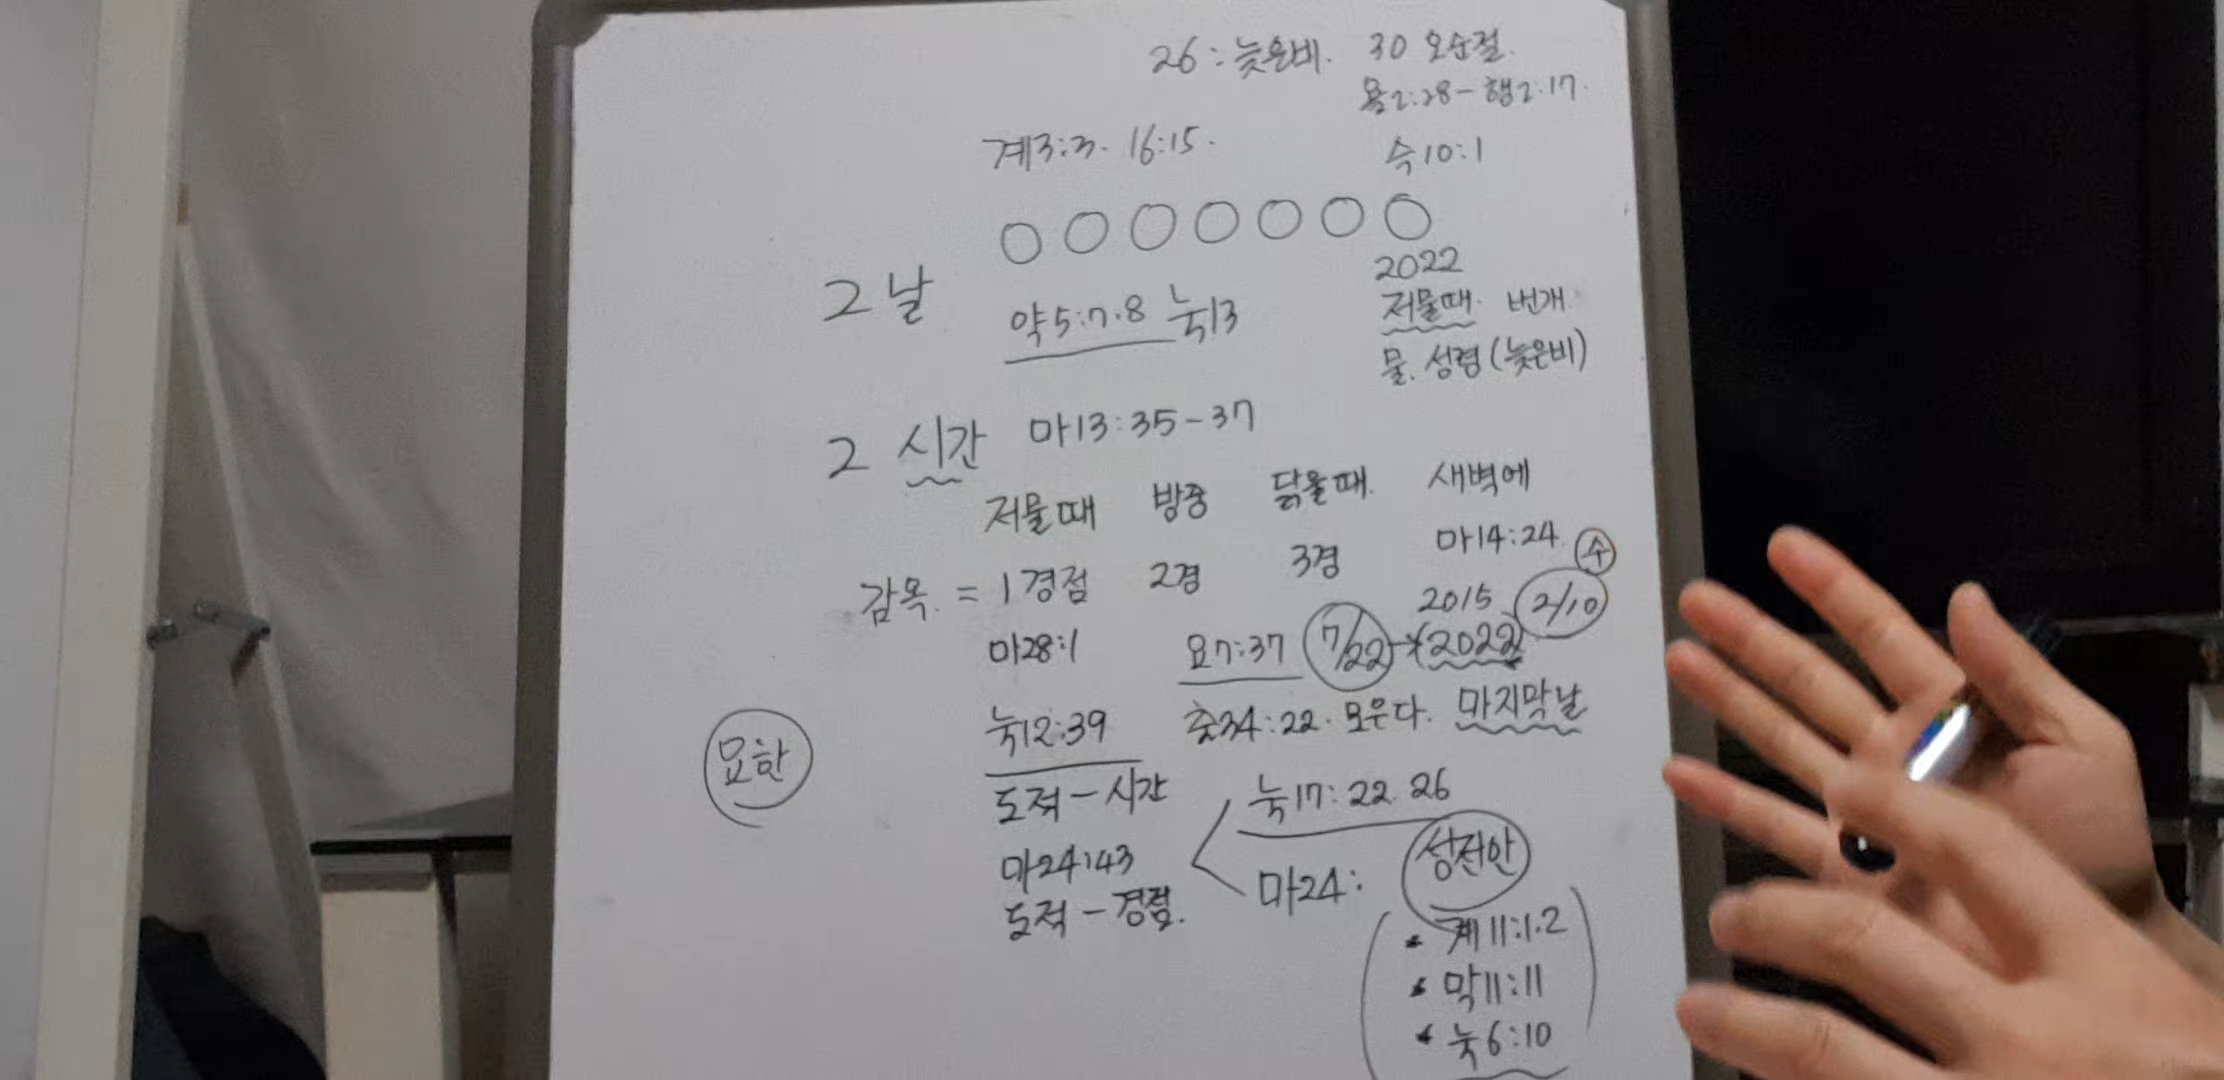 26 : 늦은비. 30 오순절.
욜2:28 - 행2:17.
계3:3. 16:15.
슥10:1
2022
그날
약5:7.8 눅13
저물때. 번개.
물. 성령(늦은비)
그 시간 마13:35-37
저물때 밤중 닭울때. 새벽에
마14:24. 수
감옥. = 1경점 2경 3경
2015 2/10
마28:1 요7:37 7/22 2022
눅12:39 출34:22. 모우다. 마지막날
요한
도적 - 시간 눅17:22. 26
마24:43 마24: 성전안
도적 - 경점.
계11:1.2
막11:11
눅6:10